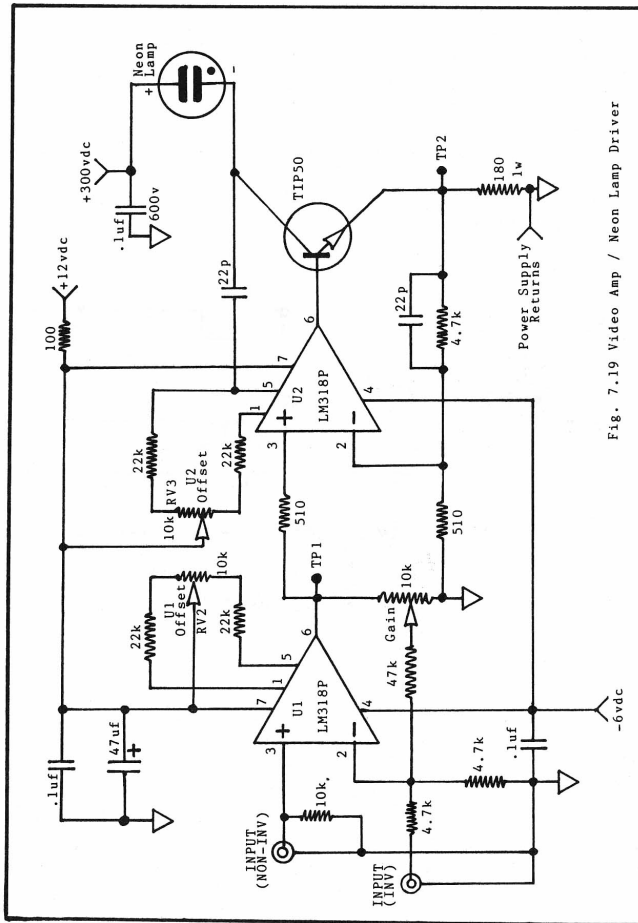 Neon
Lamp
+
-
+300vdc
.1uf
600v
+12vdc
100
TIP50
22p
TP2
180
1w
22p
4.7k
Power Supply
Returns
6
7
5
1
U2
LM318P
+
-
3
2
4
22k
22k
10k
RV3
U2
Offset
510
510
TP1
Gain
10k
U1
Offset
RV2
10k
22k
22k
6
7
1
5
U1
LM318P
+
-
3
2
4
47k
4.7k
4.7k
.1uf
-6vdc
.1uf
47uf
+
10k,
INPUT
(NON-INV)
INPUT
(INV)
Fig. 7.19 Video Amp / Neon Lamp Driver